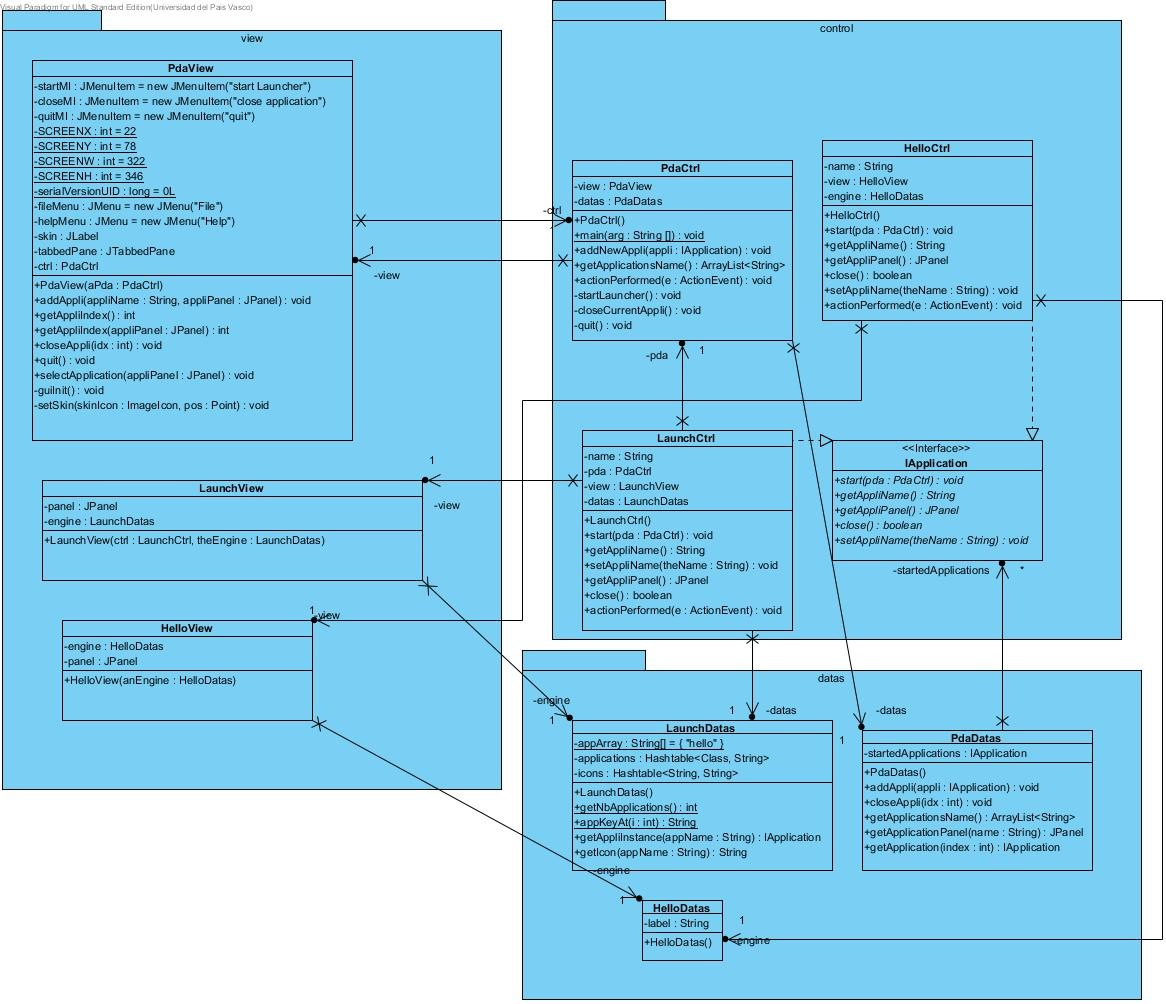 Visual Paradigm for UML Standard Edition(Universidad del Pais Vasco)
view
PdaView
-startMI : JMenuItem = new JMenuItem("start Launcher")
-closeMI : JMenuItem = new JMenuItem("close application")
-quitMI : JMenuItem = new JMenuItem("quit")
-SCREENX : int = 22
-SCREENY : int = 78
-SCREENW : int = 322
-SCREENH : int = 346
-serialVersionUID : long = 0L
-fileMenu : JMenu = new JMenu("File")
-helpMenu : JMenu = new JMenu("Help")
-skin : JLabel
-tabbedPane : JTabbedPane
-ctrl : PdaCtrl
+PdaView(aPda : PdaCtrl)
+addAppli(appliName : String, appliPanel : JPanel) : void
+getAppliIndex() : int
+getAppliIndex(appliPanel : JPanel) : int
+closeAppli(idx : int) : void
+quit() : void
+selectApplication(appliPanel : JPanel) : void
-guiInit() : void
-setSkin(skinIcon : ImageIcon, pos : Point) : void
-ctrl
1
-view
1
-view
LaunchView
-panel : JPanel
-engine : LaunchDatas
+LaunchView(ctrl : LaunchCtrl, theEngine : LaunchDatas)
1
-view
HelloView
-engine : HelloDatas
-panel : JPanel
+HelloView(anEngine : HelloDatas)
control
PdaCtrl
-view : PdaView
-datas : PdaDatas
+PdaCtrl()
+main(arg : String []) : void
+addNewAppli(appli : IApplication) : void
+getApplicationsName() : ArrayList<String>
+actionPerformed(e : ActionEvent) : void
-startLauncher() : void
-closeCurrentAppli() : void
-quit() : void
HelloCtrl
-name : String
-view : HelloView
-engine : HelloDatas
+HelloCtrl()
+start(pda : PdaCtrl) : void
+getAppliName() : String
+getAppliPanel() : JPanel
+close() : boolean
+setAppliName(theName : String) : void
+actionPerformed(e : ActionEvent) : void
-pda
1
LaunchCtrl
-name : String
-pda : PdaCtrl
-view : LaunchView
-datas : LaunchDatas
+LaunchCtrl()
+start(pda : PdaCtrl) : void
+getAppliName() : String
+setAppliName(theName : String) : void
+getAppliPanel() : JPanel
+close() : boolean
+actionPerformed(e : ActionEvent) : void
<<Interface>>
IApplication
+start(pda : PdaCtrl) : void
+getAppliName() : String
+getAppliPanel() : JPanel
+close() : boolean
+setAppliName(theName : String) : void
-startedApplications
*
datas
-engine
1
1
-datas
1
-datas
LaunchDatas
-appArray : String[] = { "hello" }
-applications : Hashtable<Class, String>
-icons : Hashtable<String, String>
+LaunchDatas()
+getNbApplications() : int
+appKeyAt(i : int) : String
+getAppliInstance(appName : String) : IApplication
+getIcon(appName : String) : String
PdaDatas
-startedApplications : IApplication
+PdaDatas()
+addAppli(appli : IApplication) : void
+closeAppli(idx : int) : void
+getApplicationsName() : ArrayList<String>
+getApplicationPanel(name : String) : JPanel
+getApplication(index : int) : IApplication
-engine
1
HelloDatas
-label : String
+HelloDatas()
1
-engine